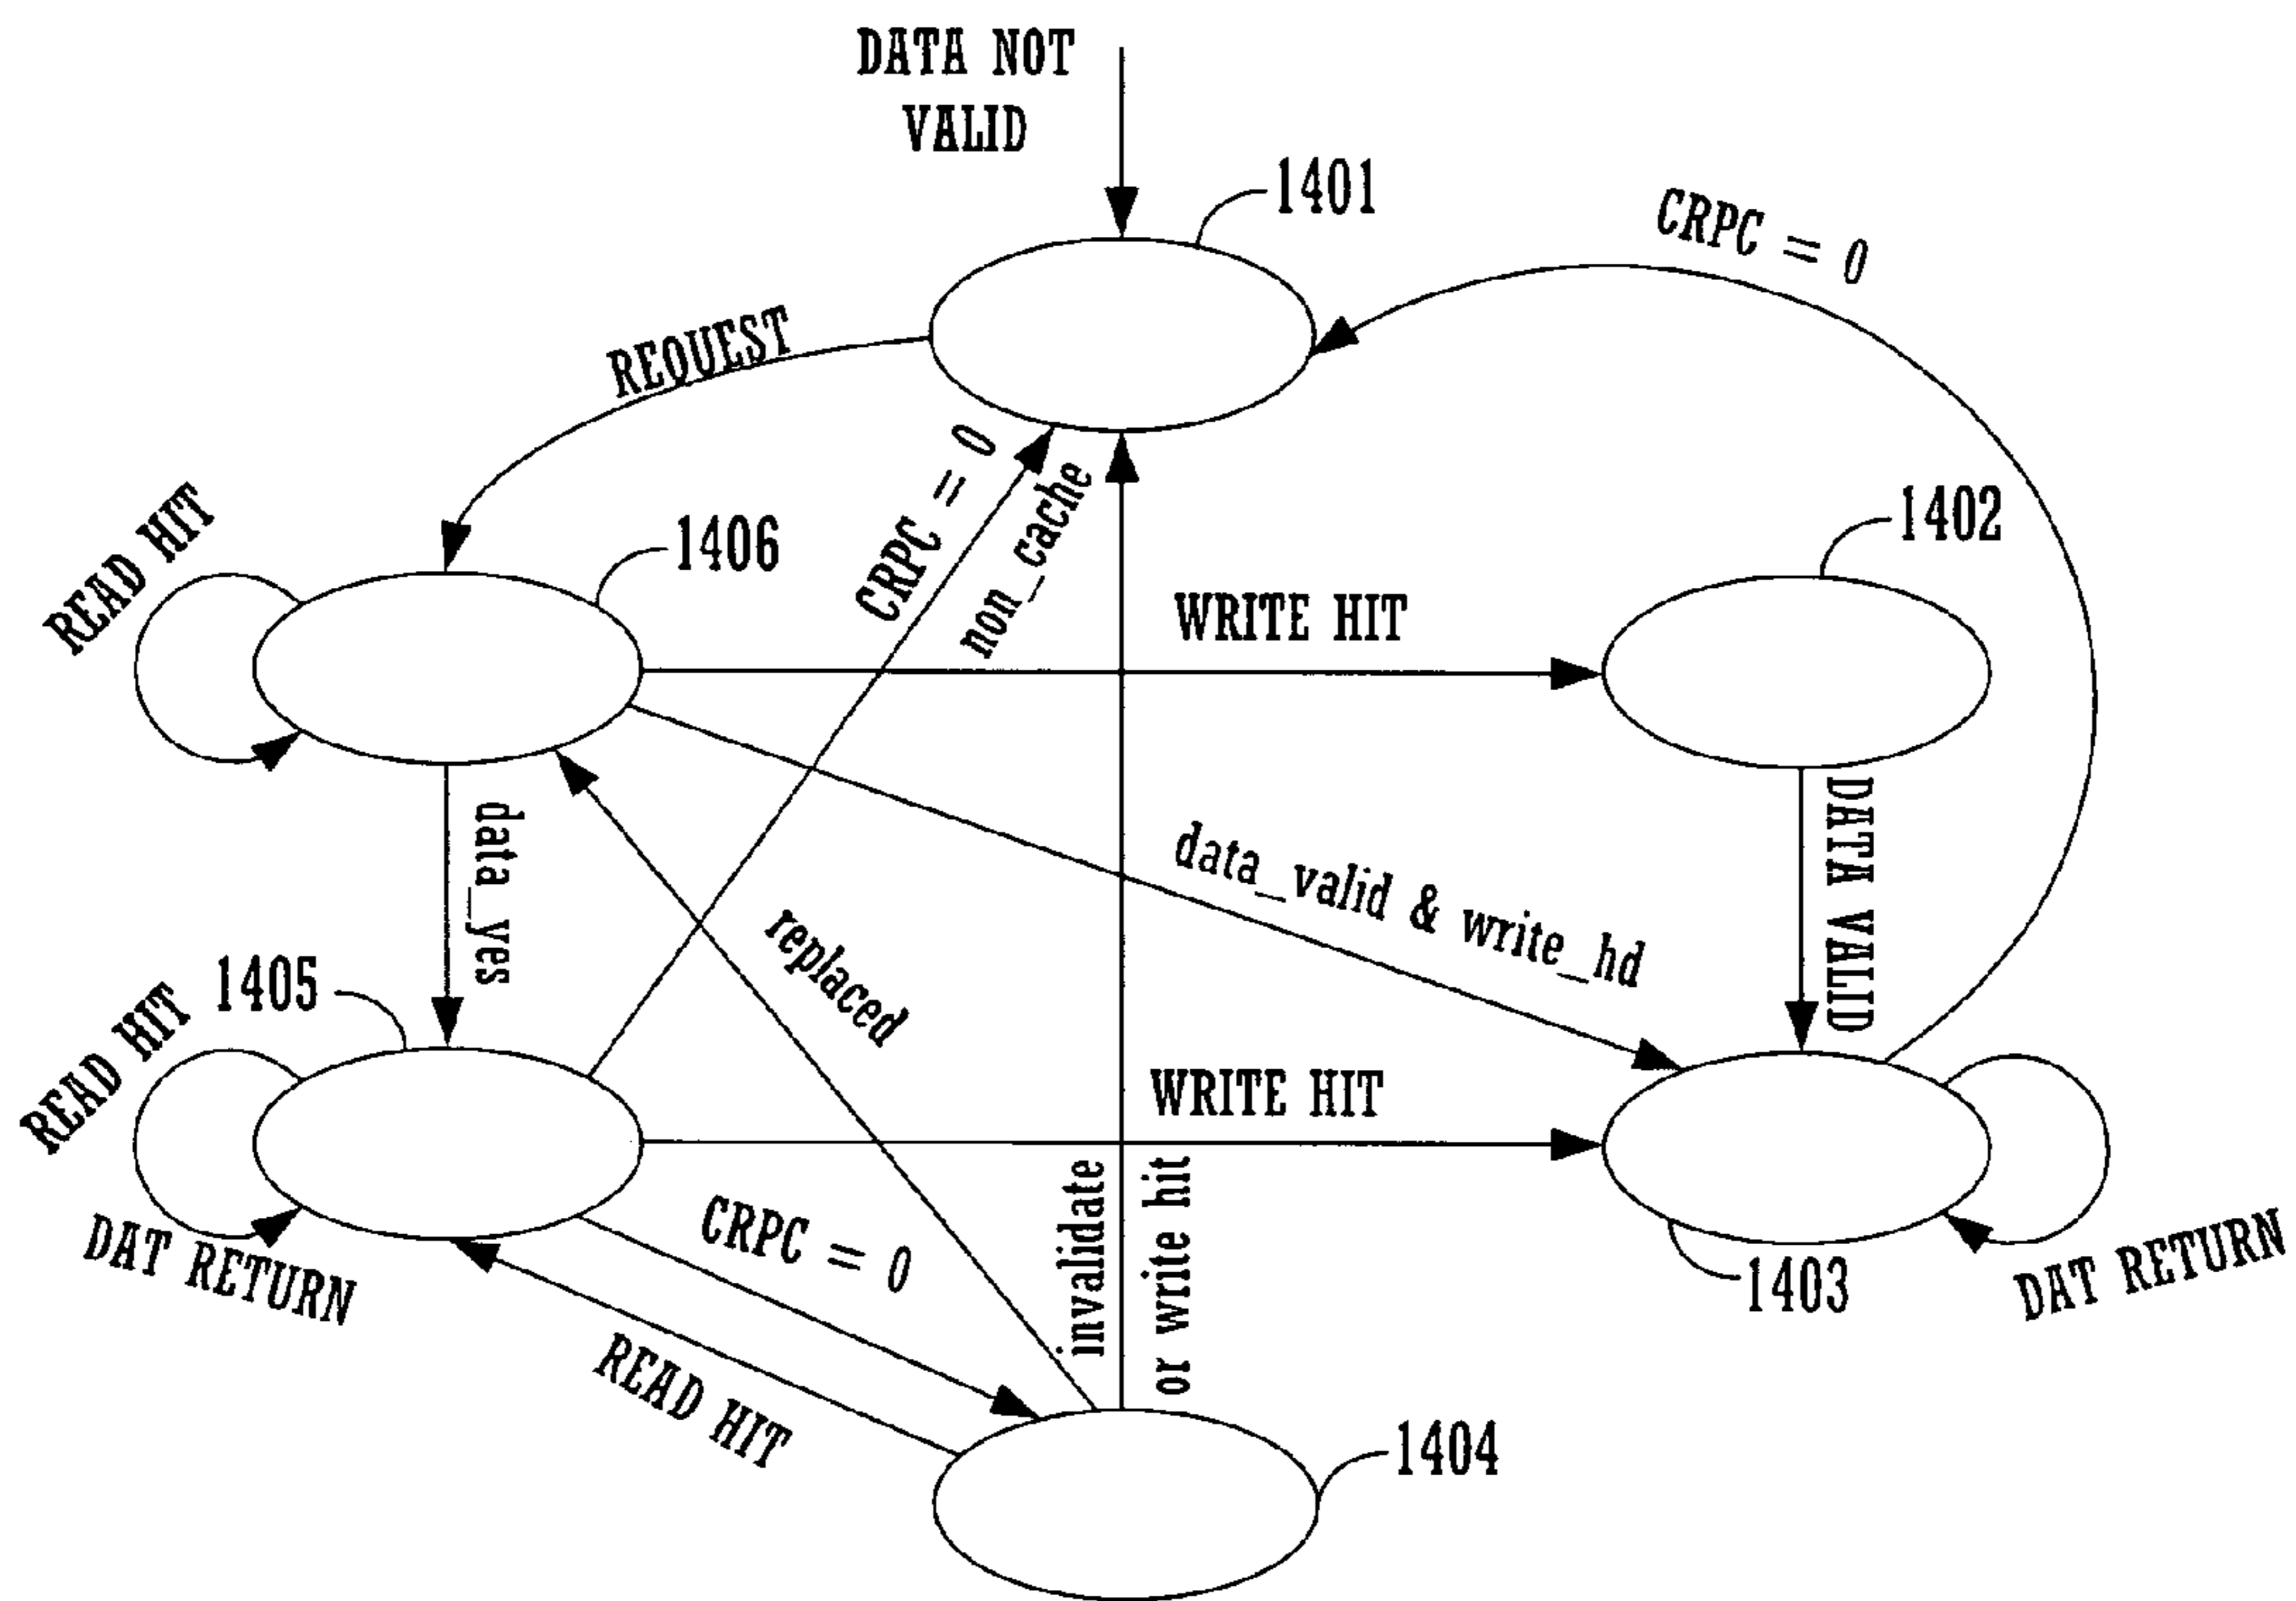 DATA NOT
VALID
1401
CRPC = 0
REQUEST
CRPC = 0
non_cache
READ HIT
1406
1402
WRITE HIT
data_yes
replaced
data_valid & write_hd
DATA VALID
READ HIT
1405
WRITE HIT
DAT RETURN
CRPC = 0
READ HIT
invalidate
or write hit
1403
DAT RETURN
1404